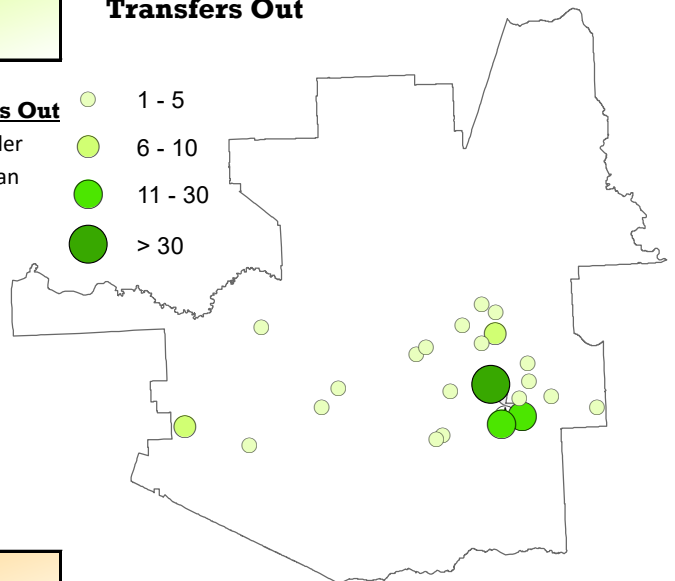 Transfers Out
s Out
ler
an
1 - 5
6 - 10
11 - 30
> 30